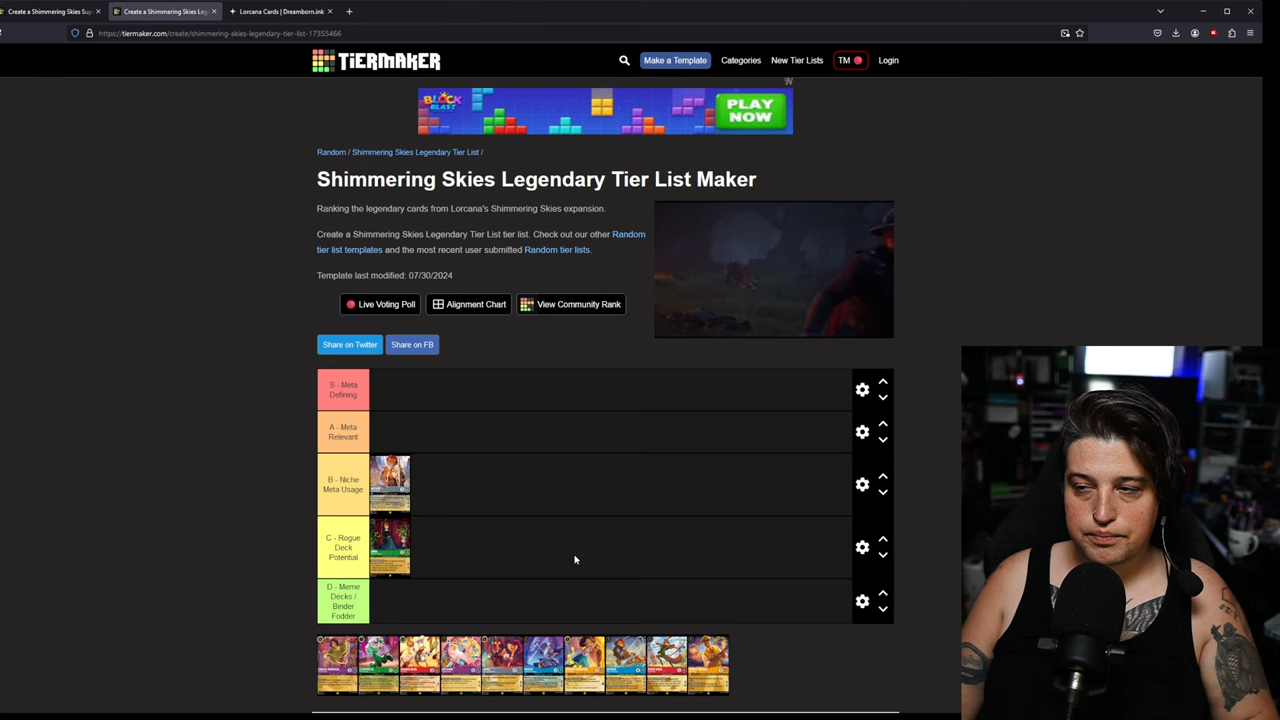 Create a Shimmering Skies Sup
Create a Shimmering Skies Leg
Lorcana Cards | Dreamborn.ink
https://tiermaker.com/create/shimmering-skies-legendary-tier-list-17355466
TiERMAKER
Make a Template
Categories
New Tier Lists
TM
Login
BLOCK
BLAST
PLAY
NOW
Random / Shimmering Skies Legendary Tier List /
Shimmering Skies Legendary Tier List Maker
Ranking the legendary cards from Lorcana's Shimmering Skies expansion.
Create a Shimmering Skies Legendary Tier List tier list. Check out our other Random
tier list templates and the most recent user submitted Random tier lists.
Template last modified: 07/30/2024
Live Voting Poll
Alignment Chart
View Community Rank
Share on Twitter
Share on FB
S - Meta
Defining
A - Meta
Relevant
B - Niche
Meta Usage
C - Rogue
Deck
Potential
D - Meme
Decks /
Binder
Fodder